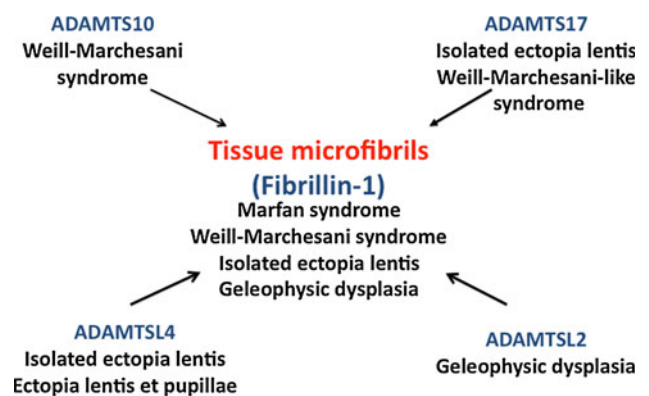 ADAMTS10
Weill-Marchesani
syndrome
ADAMTS17
Isolated ectopia lentis
Weill-Marchesani-like
syndrome
Tissue microfibrils
(Fibrillin-1)
Marfan syndrome
Weill-Marchesani syndrome
Isolated ectopia lentis
Geleophysic dysplasia
ADAMTSL4
Isolated ectopia lentis
Ectopia lentis et pupillae
ADAMTSL2
Geleophysic dysplasia